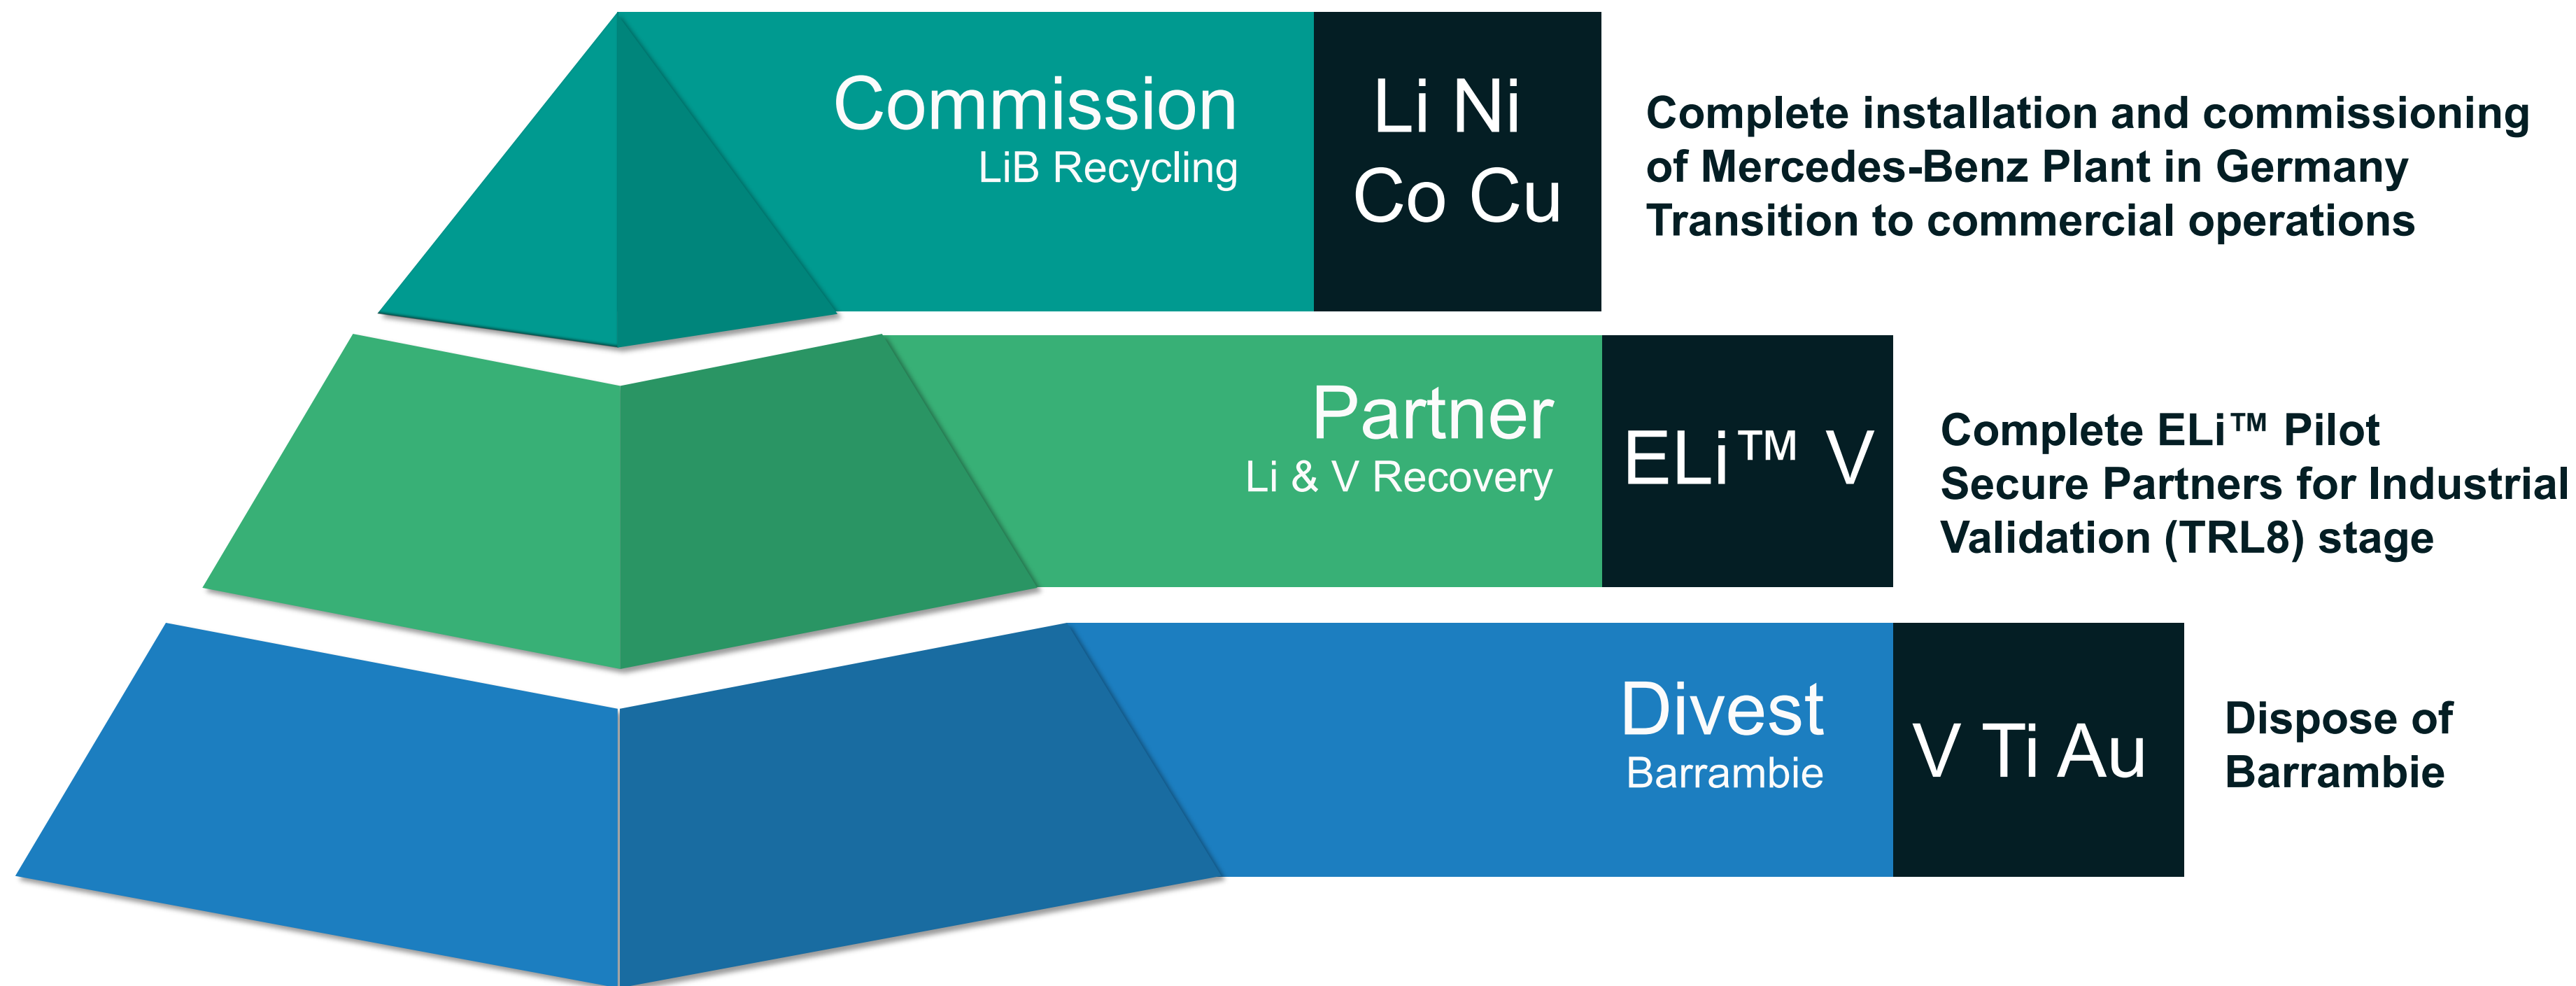 Commission
LiB Recycling
Li Ni
Co Cu
Complete installation and commissioning
of Mercedes-Benz Plant in Germany
Transition to commercial operations
Partner
Li & V Recovery
ELi™ V
Complete ELi™ Pilot
Secure Partners for Industrial
Validation (TRL8) stage
Divest
Barrambie
V Ti Au
Dispose of
Barrambie